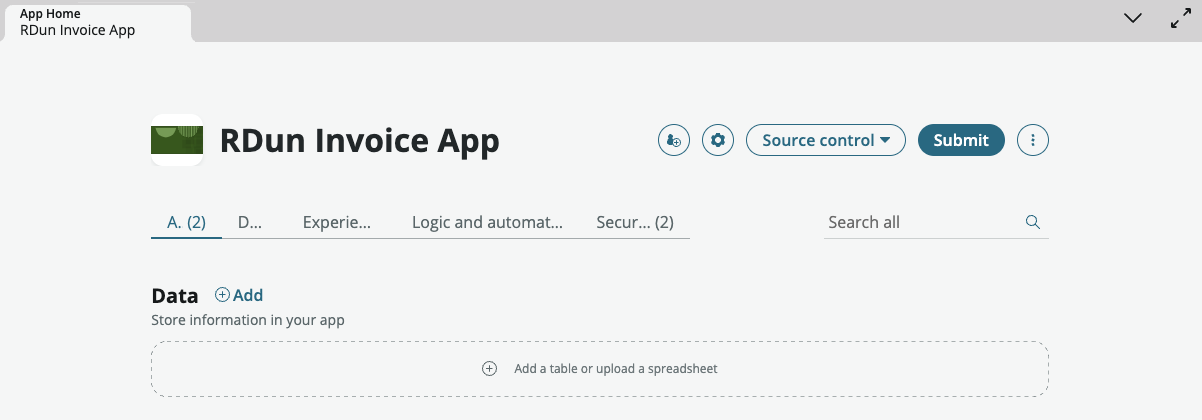 App Home
RDun Invoice App
RDun Invoice App
Source control
Submit
A. (2)
D...
Experie...
Logic and automat...
Secur... (2)
Search all
Data
Add
Store information in your app
Add a table or upload a spreadsheet